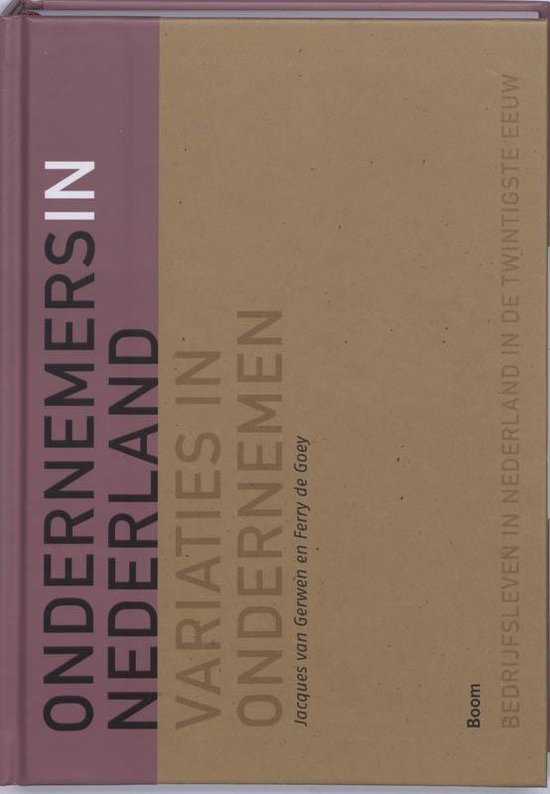 ONDERNEMERSIN
NEDERLAND
VARIATIES IN
ONDERNEMEN
Jacques van Gerwen en Ferry de Goey
Boom
BEDRIJFSLEVEN IN NEDERLAND IN DE TWINTIGSTE EEUW